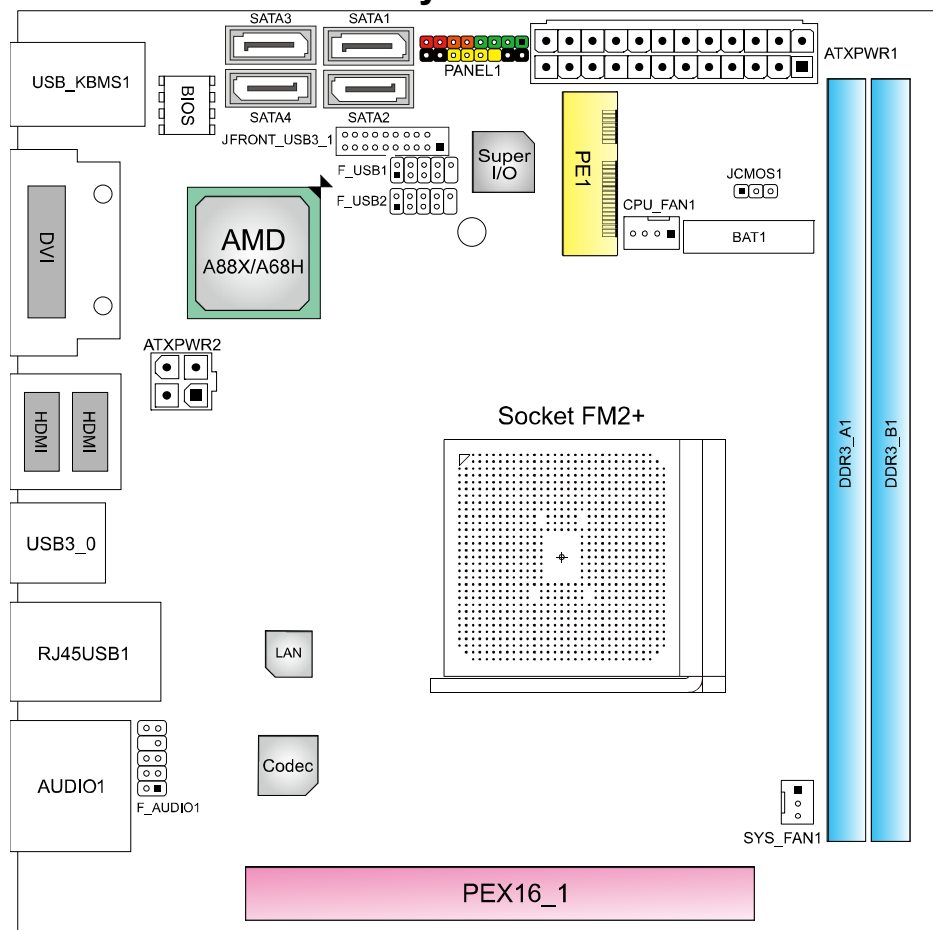 SATA3
SATA1
USB_KBMS1
BIOS
PANEL1
ATXPWR1
SATA4
SATA2
JFRONT_USB3_1
F_USB1
F_USB2
Super
I/O
PE1
JCMOS1
CPU_FAN1
BAT1
DVI
AMD
A88X/A68H
ATXPWR2
HDMI
HDMI
Socket FM2+
DDR3_A1
DDR3_B1
USB3_0
RJ45USB1
LAN
AUDIO1
F_AUDIO1
Codec
SYS_FAN1
PEX16_1